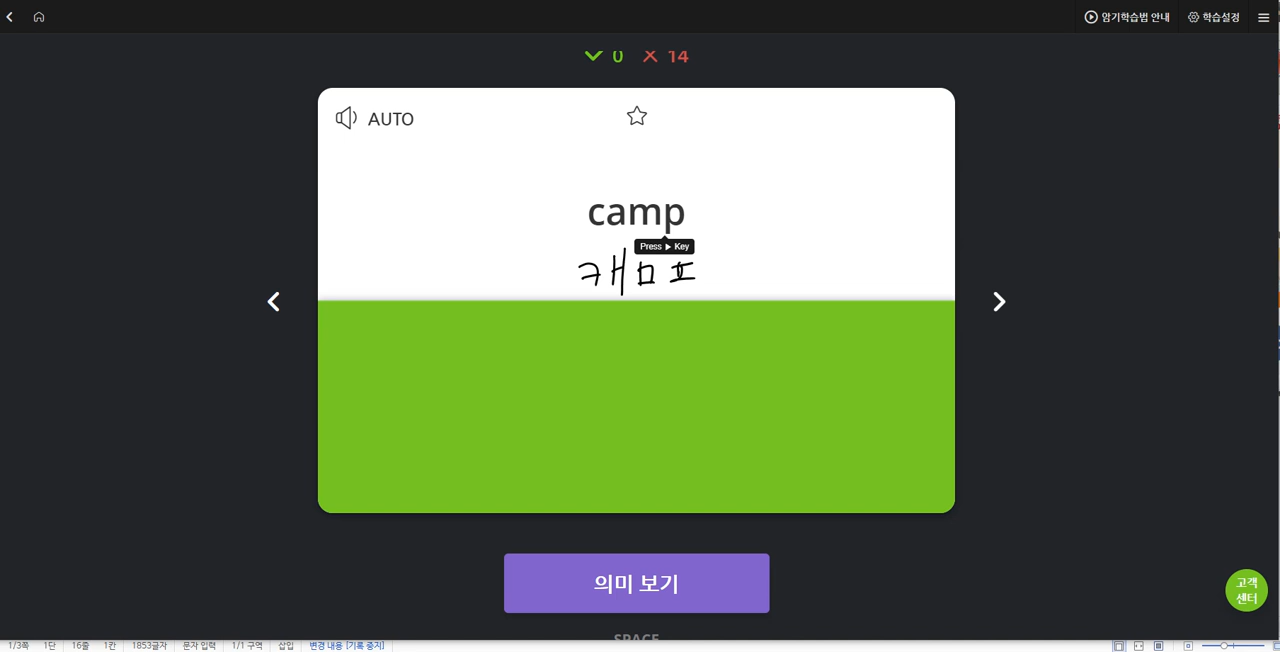 암기학습법 안내 학습설정
0 14
AUTO
camp
Press ▶ Key
캐ㅁ프
의미 보기
고객
센터
SPACE
1/3쪽 1단 16줄 1칸 1853글자 문자 입력 1/1 구역 삽입 변경 내용 [기록 중지]